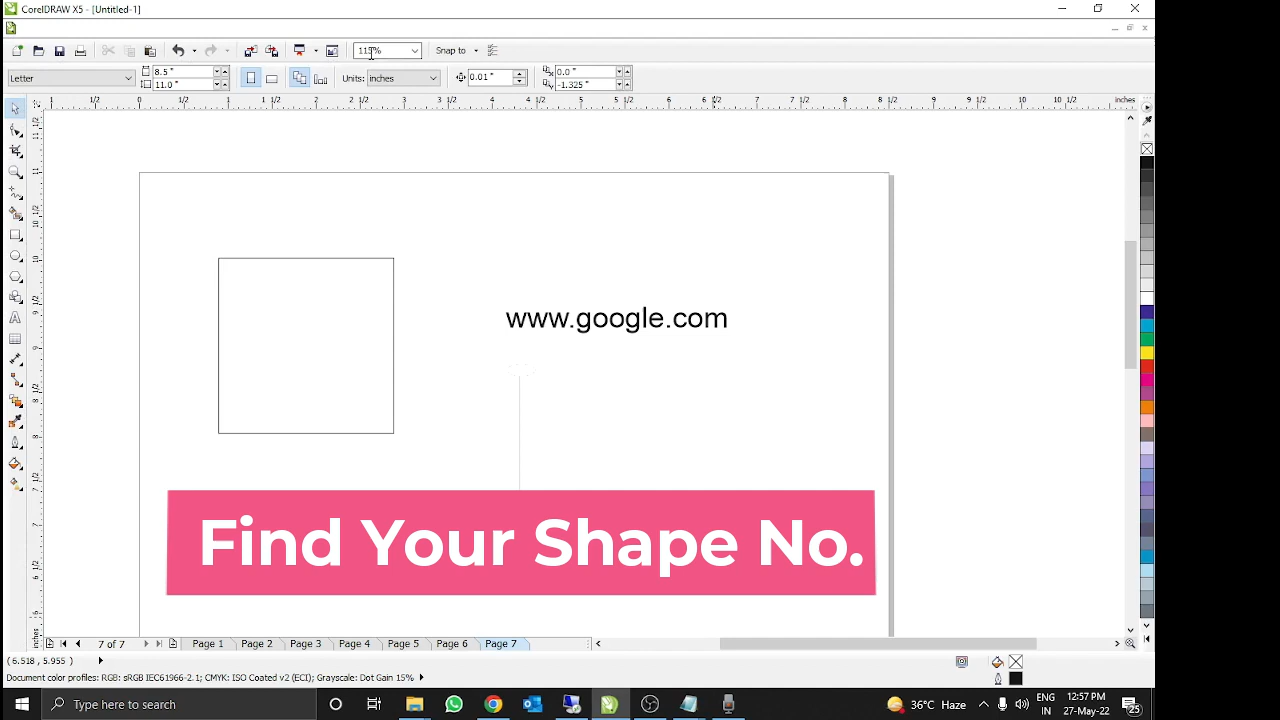 CorelDRAW X5 - [Untitled-1]
115%
Snap to
Letter
8.5 "
11.0 "
Units: inches
0.01 "
0.0 "
-1.325 "
inches
www.google.com
Find Your Shape No.
7 of 7
Page 1 Page 2 Page 3 Page 4 Page 5 Page 6 Page 7
(6.518 , 5.955)
Document color profiles: RGB: sRGB IEC61966-2.1; CMYK: ISO Coated v2 (ECI); Grayscale: Dot Gain 15%
Type here to search
36°C Haze
ENG
IN
12:57 PM
27-May-22
25